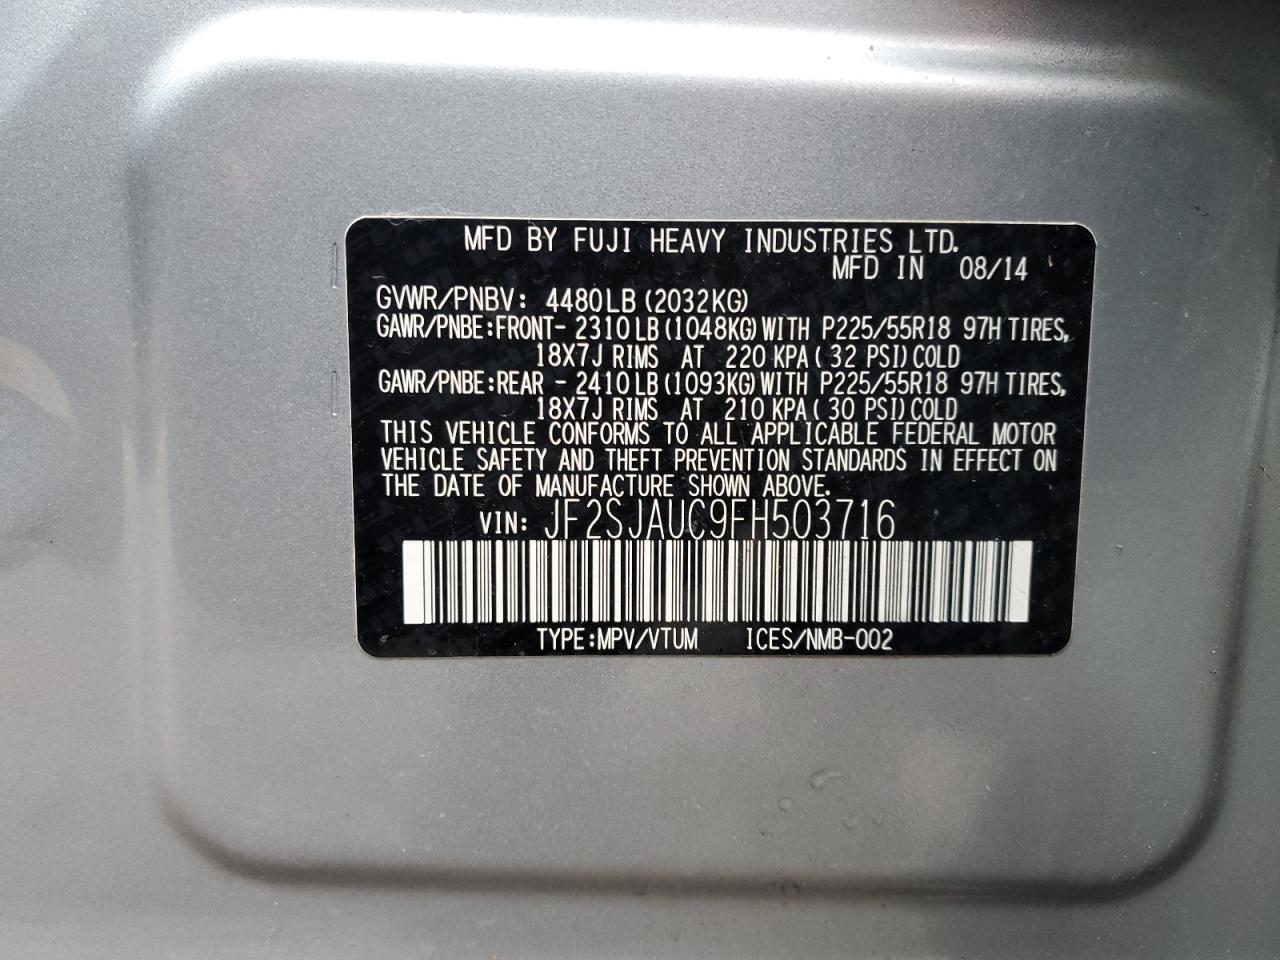 MFD BY FUJI HEAVY INDUSTRIES LTD.
MFD IN 08/14
GVWR/PNBV: 4480LB (2032KG)
GAWR/PNBE:FRONT- 2310LB (1048KG) WITH P225/55R18 97H TIRES,
18X7J RIMS AT 220 KPA ( 32 PSI) COLD
GAWR/PNBE:REAR - 2410LB (1093KG) WITH P225/55R18 97H TIRES,
18X7J RIMS AT 210 KPA ( 30 PSI) COLD
THIS VEHICLE CONFORMS TO ALL APPLICABLE FEDERAL MOTOR
VEHICLE SAFETY AND THEFT PREVENTION STANDARDS IN EFFECT ON
THE DATE OF MANUFACTURE SHOWN ABOVE.
VIN: JF2SJAUC9FH503716
TYPE:MPV/VTUM ICES/NMB-002